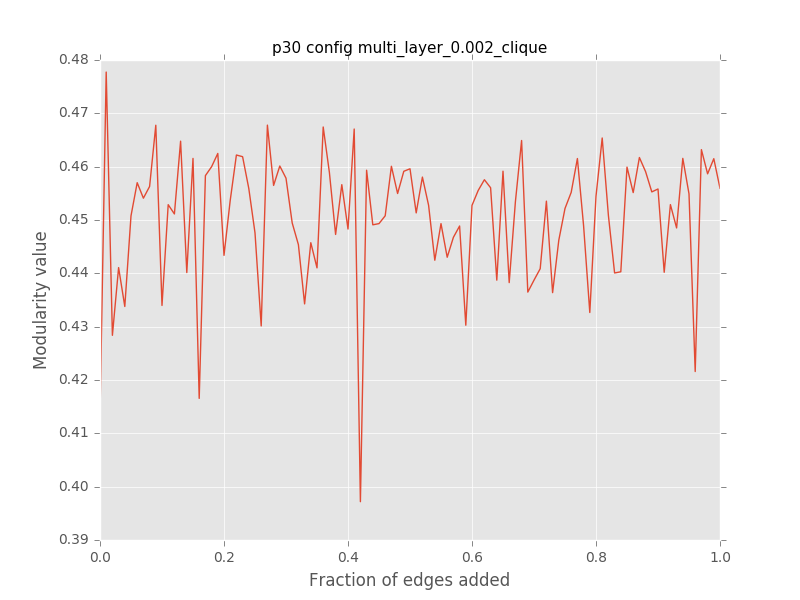 p30 config multi_layer_0.002_clique
0.48
0.47
0.46
0.45
0.44
0.43
0.42
0.41
0.40
0.39
Modularity value
0.0 0.2 0.4 0.6 0.8 1.0
Fraction of edges added